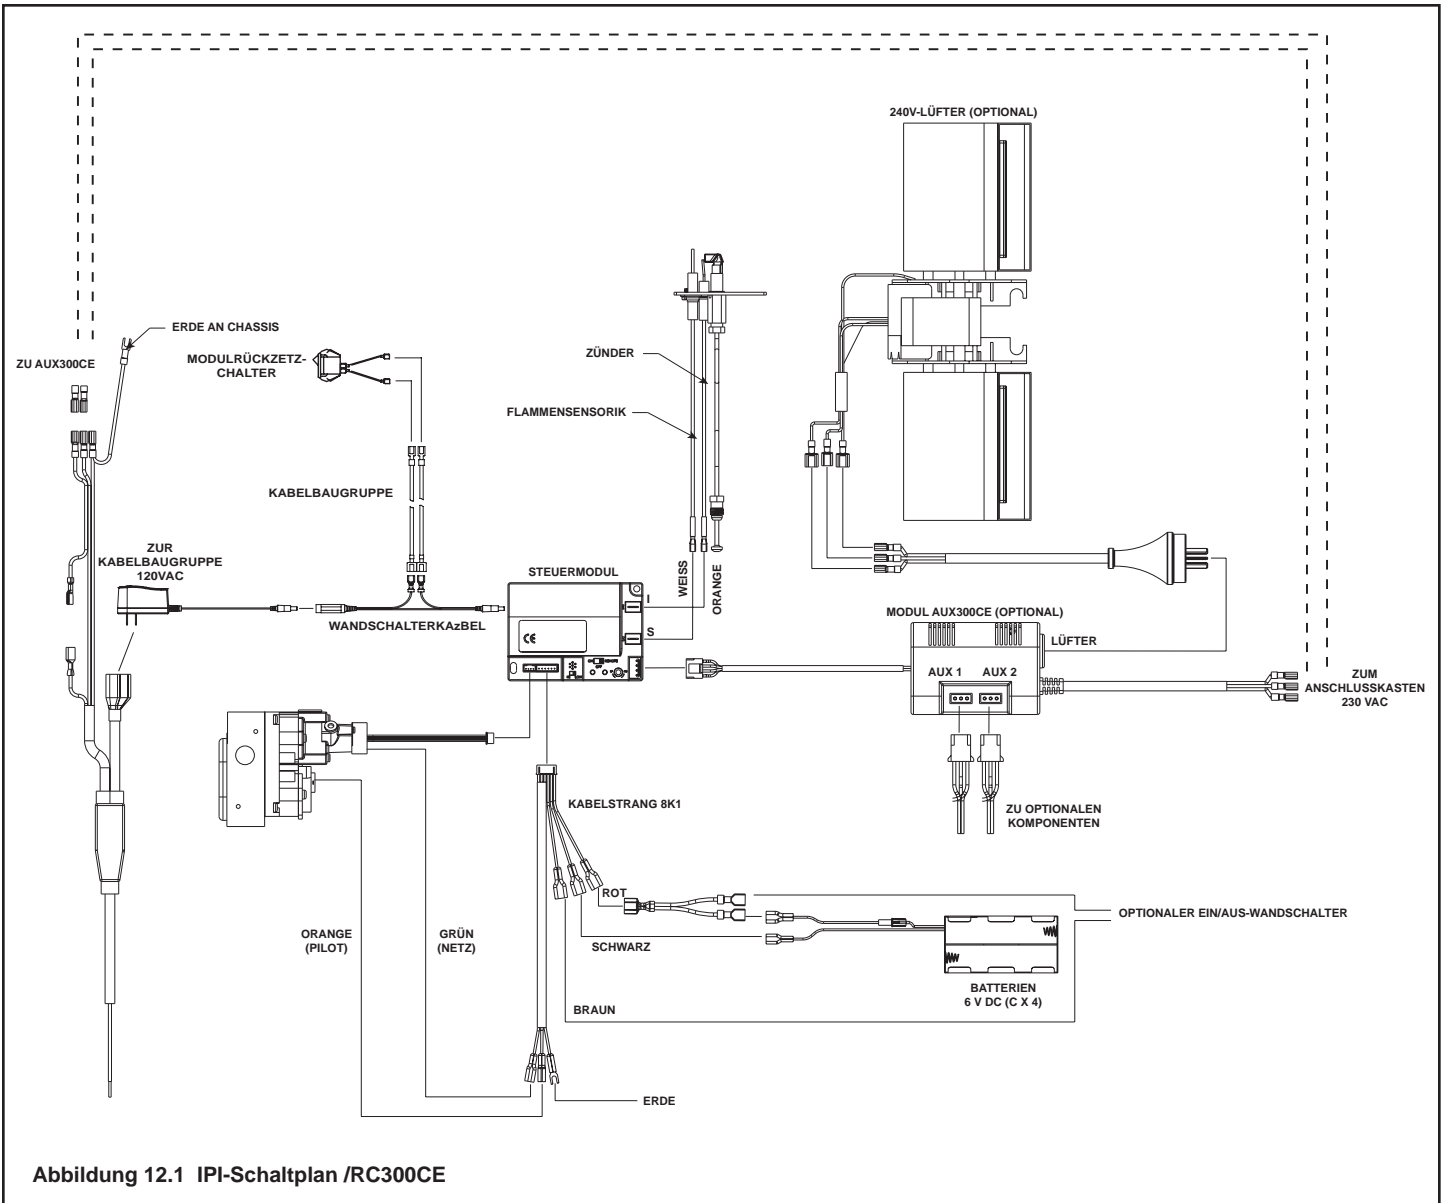 240V-LÜFTER (OPTIONAL)
ERDE AN CHASSIS
ZU AUX300CE
MODULRÜCKZETZ-
CHALTER
ZÜNDER
FLAMMENSENSORIK
KABELBAUGRUPPE
ZUR
KABELBAUGRUPPE
120VAC
STEUERMODUL
WEISS
ORANGE
I
S
WANDSCHALTERKAzBEL
CE
MODUL AUX300CE (OPTIONAL)
LÜFTER
AUX 1
AUX 2
ZUM
ANSCHLUSSKASTEN
230 VAC
KABELSTRANG 8K1
ZU OPTIONALEN
KOMPONENTEN
ROT
OPTIONALER EIN/AUS-WANDSCHALTER
ORANGE
(PILOT)
GRÜN
(NETZ)
SCHWARZ
BATTERIEN
6 V DC (C X 4)
BRAUN
ERDE
Abbildung 12.1 IPI-Schaltplan /RC300CE